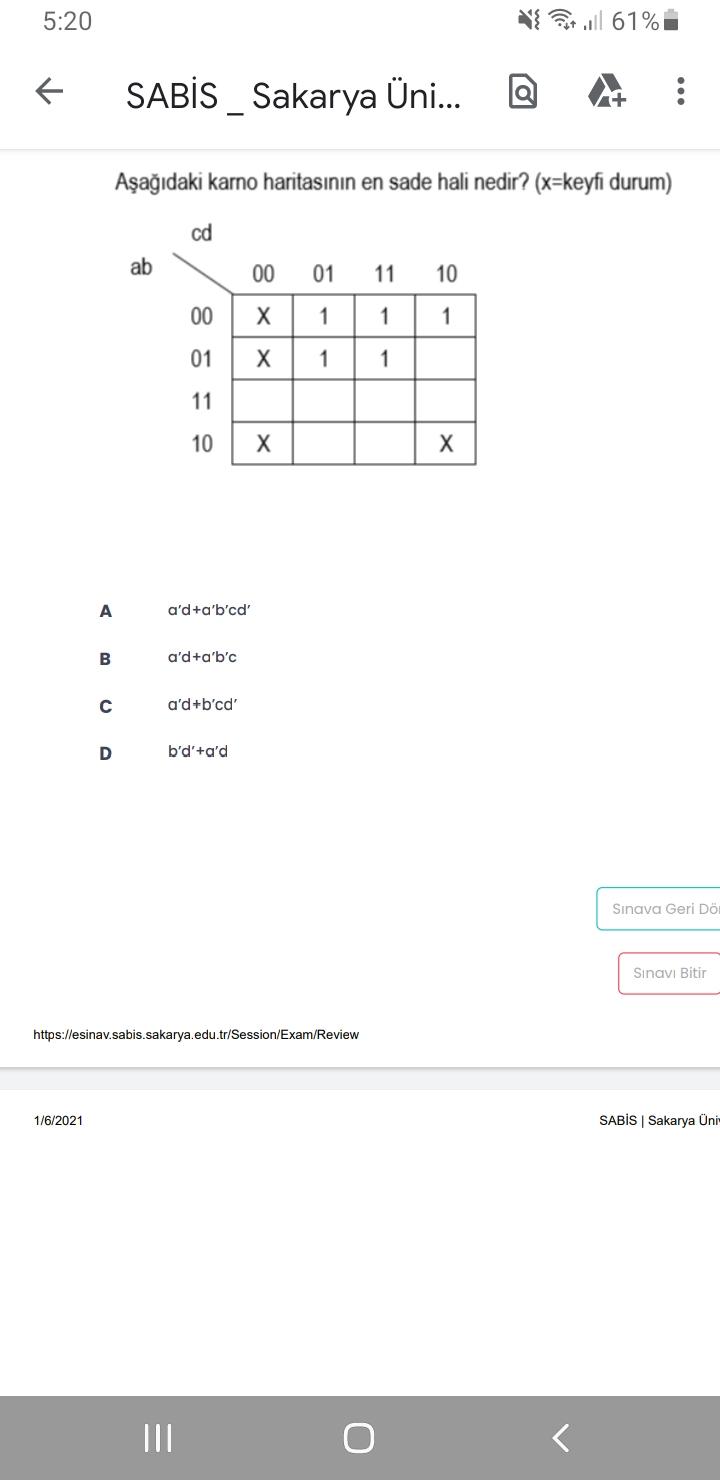 5:20 61%
SABİS _ Sakarya Üni...
Aşağıdaki karno haritasının en sade hali nedir? (x=keyfi durum)
cd
ab
00 01 11 10
00 X 1 1 1
01 X 1 1
11
10 X X
A a'd+a'b'cd'
B a'd+a'b'c
C a'd+b'cd'
D b'd'+a'd
Sınava Geri Dö
Sınavı Bitir
https://esinav.sabis.sakarya.edu.tr/Session/Exam/Review
1/6/2021 SABİS | Sakarya Üni